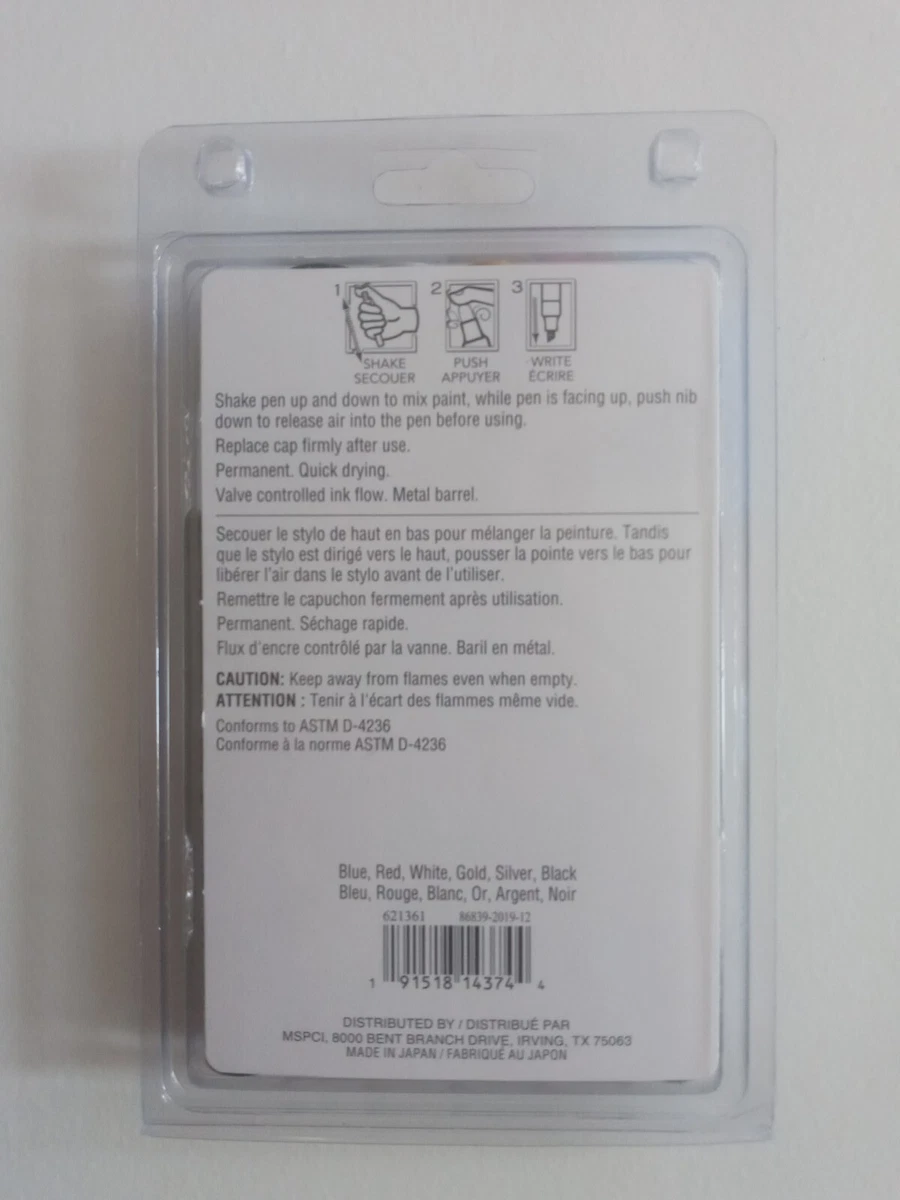 1 2 3
SHAKE PUSH WRITE
SECOUER APPUYER ÉCRIRE
Shake pen up and down to mix paint, while pen is facing up, push nib
down to release air into the pen before using.
Replace cap firmly after use.
Permanent. Quick drying.
Valve controlled ink flow. Metal barrel.
Secouer le stylo de haut en bas pour mélanger la peinture. Tandis
que le stylo est dirigé vers le haut, pousser la pointe vers le bas pour
libérer l'air dans le stylo avant de l'utiliser.
Remettre le capuchon fermement après utilisation.
Permanent. Séchage rapide.
Flux d'encre contrôlé par la vanne. Baril en métal.
CAUTION: Keep away from flames even when empty.
ATTENTION : Tenir à l'écart des flammes même vide.
Conforms to ASTM D-4236
Conforme à la norme ASTM D-4236
Blue, Red, White, Gold, Silver, Black
Bleu, Rouge, Blanc, Or, Argent, Noir
621361 86839-2019-12
1 91518 14374 4
DISTRIBUTED BY / DISTRIBUÉ PAR
MSPCI, 8000 BENT BRANCH DRIVE, IRVING, TX 75063
MADE IN JAPAN / FABRIQUÉ AU JAPON